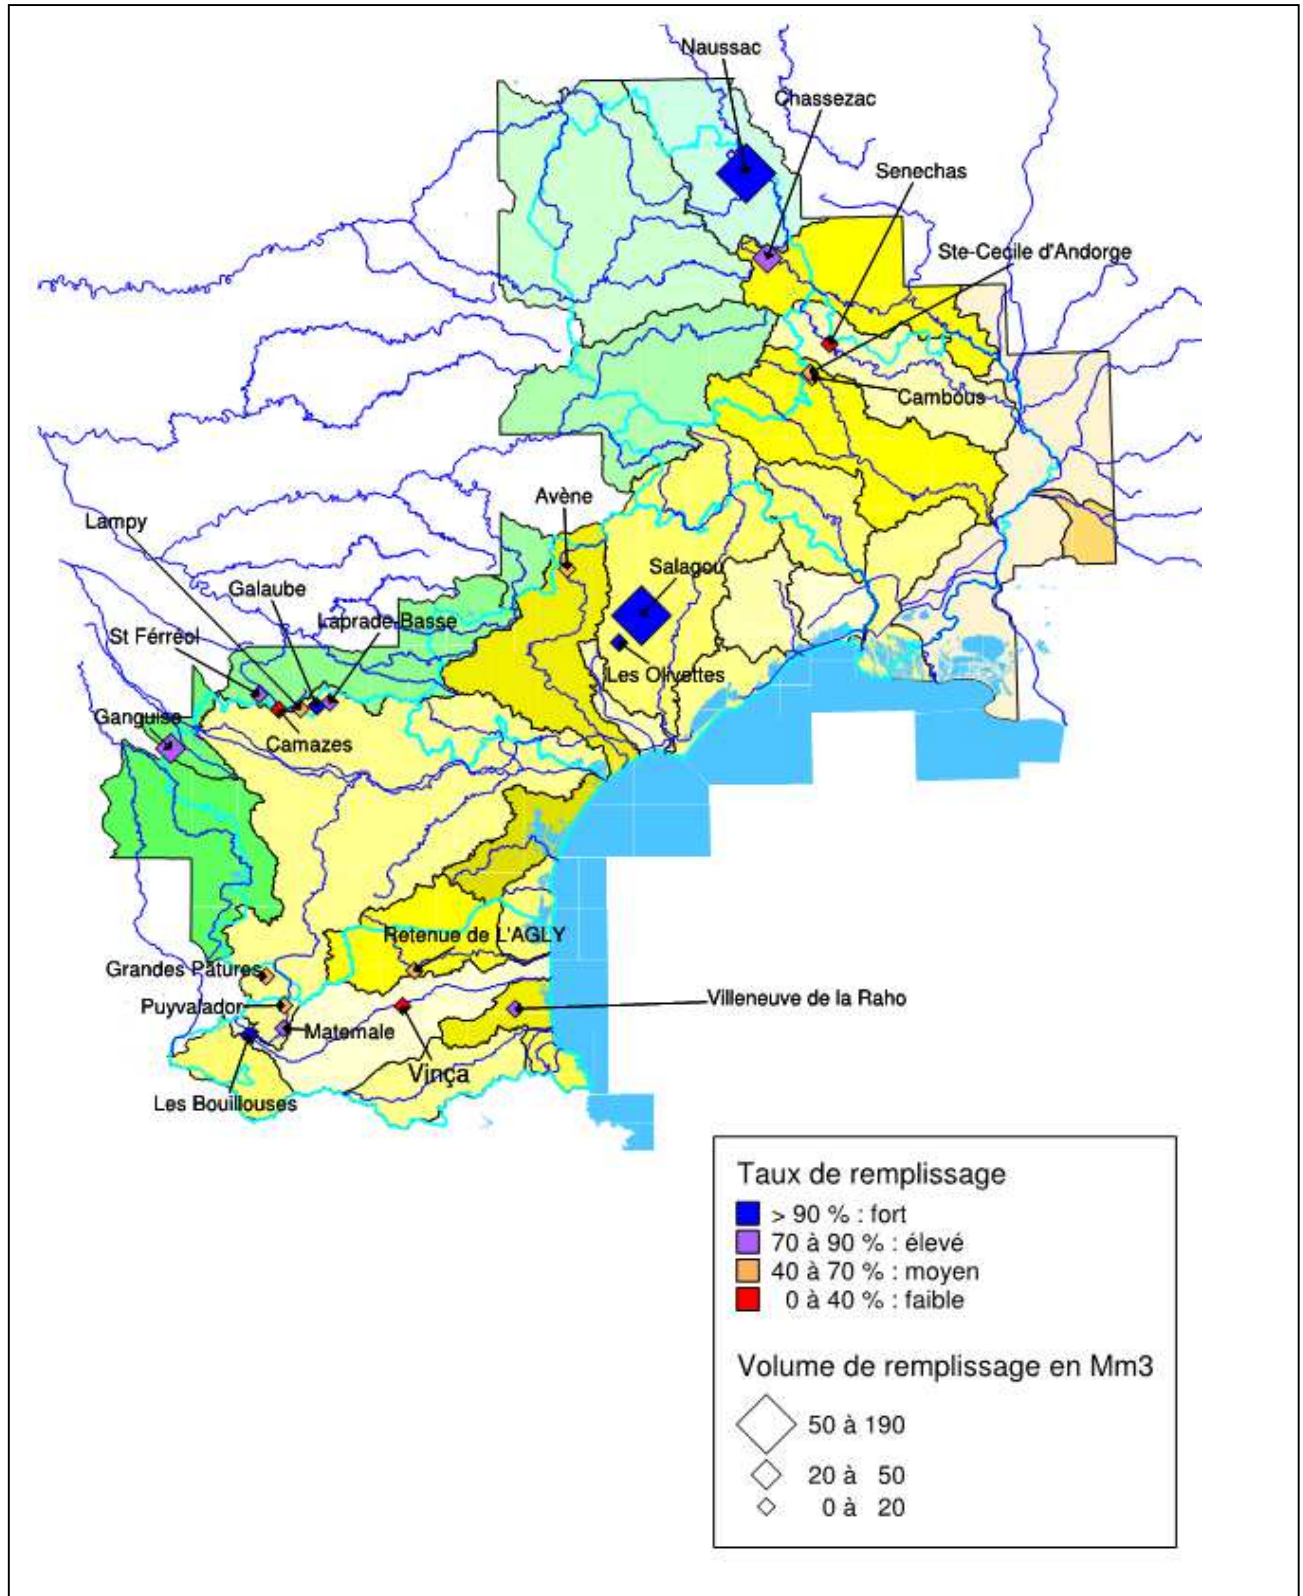 Naussac
Chassezac
Senechas
Ste-Cecile d'Andorge
Cambous
Avène
Lampy
Salagou
Galaube
Laprade-Basse
St Férréol
Les Olivettes
Ganguise
Camazes
Retenue de L'AGLY
Grandes Pâtures
Villeneuve de la Raho
Puyvalador
Matemale
Vinça
Les Bouillouses
Taux de remplissage
> 90 % : fort
70 à 90 % : élevé
40 à 70 % : moyen
0 à 40 % : faible
Volume de remplissage en Mm3
50 à 190
20 à 50
0 à 20